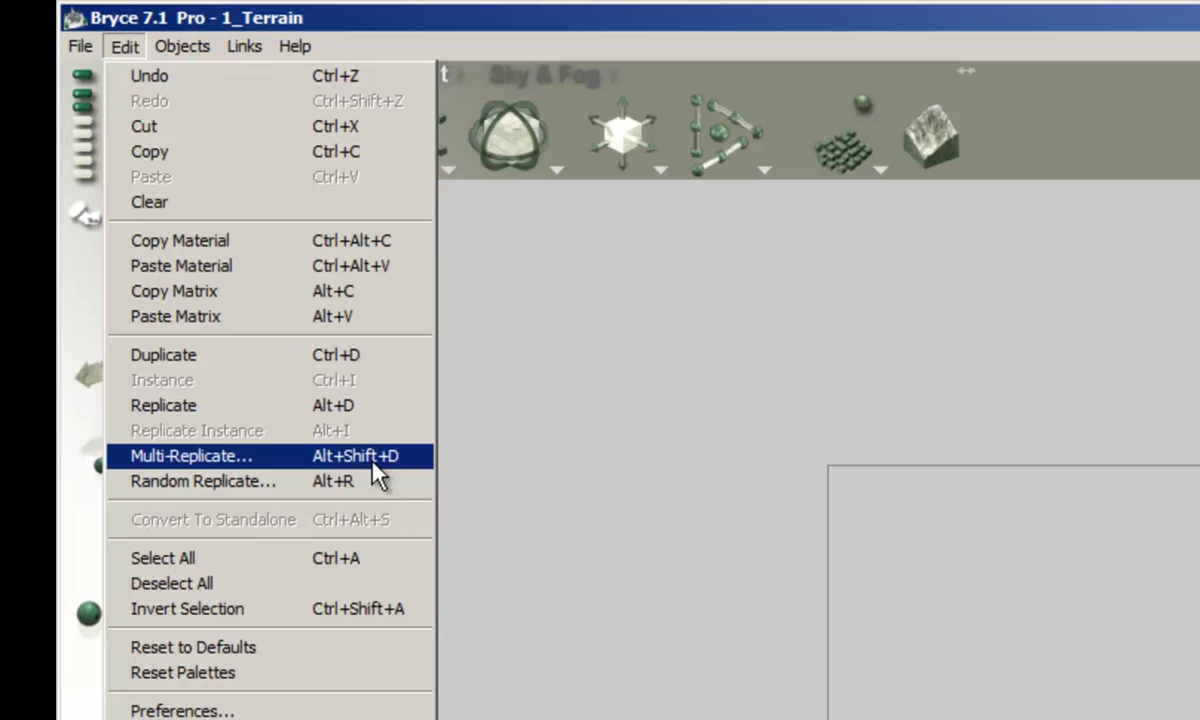 Bryce 7.1 Pro - 1_Terrain
File Edit Objects Links Help
t Sky & Fog
Undo Ctrl+Z
Redo Ctrl+Shift+Z
Cut Ctrl+X
Copy Ctrl+C
Paste Ctrl+V
Clear
Copy Material Ctrl+Alt+C
Paste Material Ctrl+Alt+V
Copy Matrix Alt+C
Paste Matrix Alt+V
Duplicate Ctrl+D
Instance Ctrl+I
Replicate Alt+D
Replicate Instance Alt+I
Multi-Replicate... Alt+Shift+D
Random Replicate... Alt+R
Convert To Standalone Ctrl+Alt+S
Select All Ctrl+A
Deselect All
Invert Selection Ctrl+Shift+A
Reset to Defaults
Reset Palettes
Preferences...